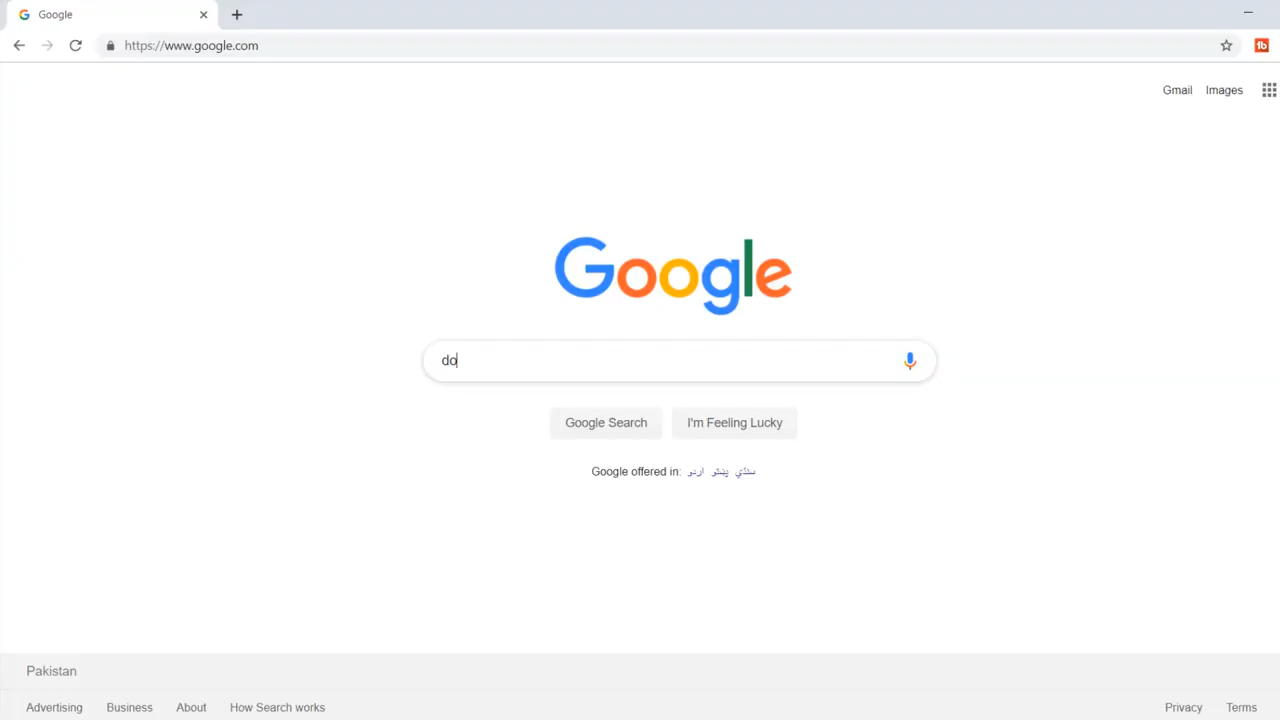 Google
https://www.google.com
Gmail Images
Google
do
Google Search I'm Feeling Lucky
Google offered in: اردو پښتو سنڌي
Pakistan
Advertising Business About How Search works Privacy Terms